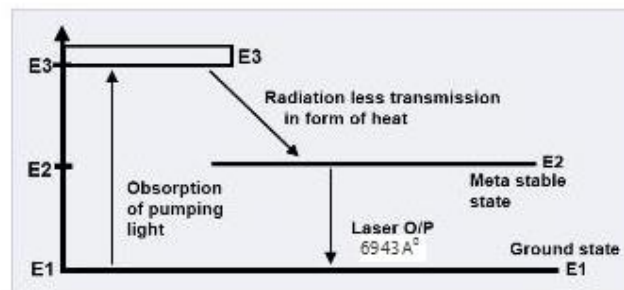 E3
E3
Radiation less transmission
in form of heat
E2
E2
Meta stable
state
Obsorption
of pumping
light
Laser O/P
6943A⁰
Ground state
E1
E1